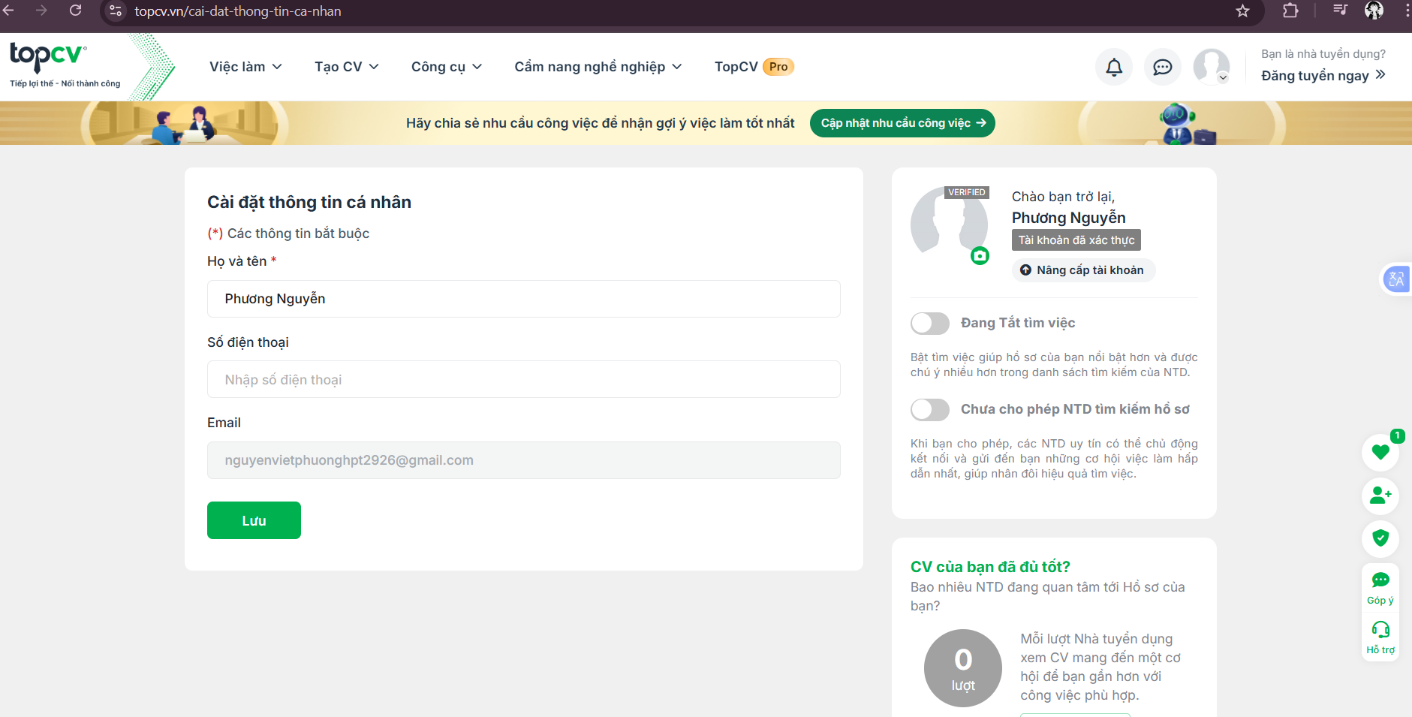 topcv.vn/cai-dat-thong-tin-ca-nhan
topcv
Tiếp lợi thế - Nối thành công
Việc làm
Tạo CV
Công cụ
Cẩm nang nghề nghiệp
TopCV Pro
Bạn là nhà tuyển dụng?
Đăng tuyển ngay
Hãy chia sẻ nhu cầu công việc để nhận gợi ý việc làm tốt nhất
Cập nhật nhu cầu công việc →
Cài đặt thông tin cá nhân
(*) Các thông tin bắt buộc
Họ và tên *
Phương Nguyễn
Số điện thoại
Nhập số điện thoại
Email
nguyenvietphuonghpt2926@gmail.com
Lưu
VERIFIED
Chào bạn trở lại,
Phương Nguyễn
Tài khoản đã xác thực
Nâng cấp tài khoản
Đang Tắt tìm việc
Bật tìm việc giúp hồ sơ của bạn nổi bật hơn và được
chú ý nhiều hơn trong danh sách tìm kiếm của NTD.
Chưa cho phép NTD tìm kiếm hồ sơ
Khi bạn cho phép, các NTD uy tín có thể chủ động
kết nối và gửi đến bạn những cơ hội việc làm hấp
dẫn nhất, giúp nhân đôi hiệu quả tìm việc.
CV của bạn đã đủ tốt?
Bao nhiêu NTD đang quan tâm tới Hồ sơ của
bạn?
0
lượt
Mỗi lượt Nhà tuyển dụng
xem CV mang đến một cơ
hội để bạn gần hơn với
công việc phù hợp.
1
Góp ý
Hỗ trợ